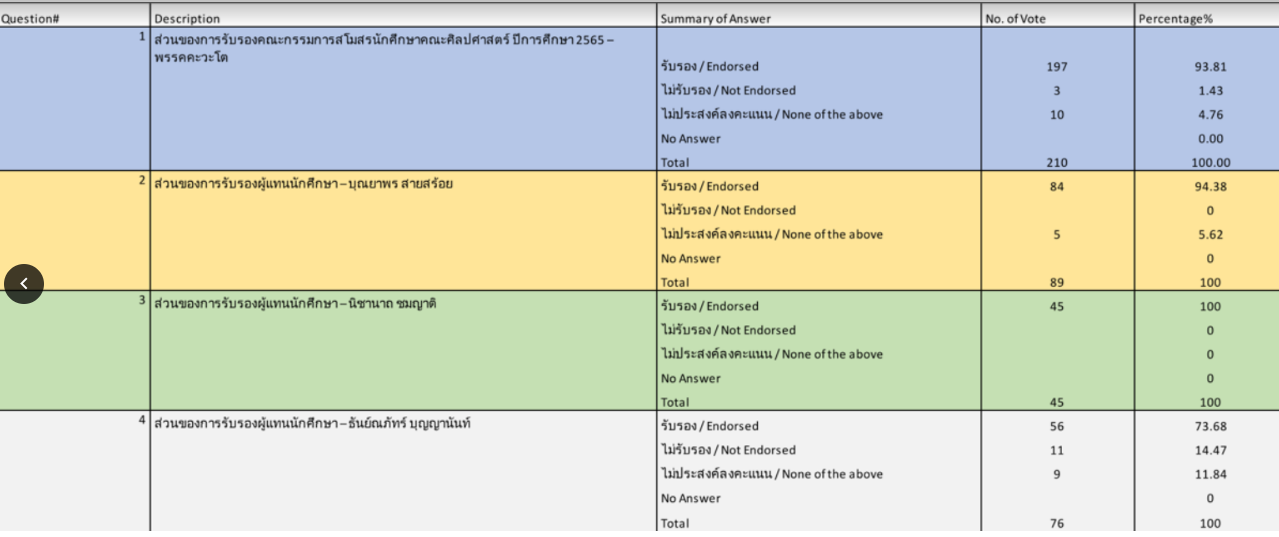 Question# Description Summary of Answer No. of Vote Percentage%
1 ส่วนของการรับรองคณะกรรมการสโมสรนักศึกษาคณะศิลปศาสตร์ ปีการศึกษา 2565 –
พรรคคะวะโต
รับรอง / Endorsed 197 93.81
ไม่รับรอง / Not Endorsed 3 1.43
ไม่ประสงค์ลงคะแนน / None of the above 10 4.76
No Answer 0.00
Total 210 100.00
2 ส่วนของการรับรองผู้แทนนักศึกษา – บุณยาพร สายสร้อย รับรอง / Endorsed 84 94.38
ไม่รับรอง / Not Endorsed 0
ไม่ประสงค์ลงคะแนน / None of the above 5 5.62
No Answer 0
Total 89 100
3 ส่วนของการรับรองผู้แทนนักศึกษา – นิชานาถ ชมญาติ รับรอง / Endorsed 45 100
ไม่รับรอง / Not Endorsed 0
ไม่ประสงค์ลงคะแนน / None of the above 0
No Answer 0
Total 45 100
4 ส่วนของการรับรองผู้แทนนักศึกษา – ธันย์ณภัทร์ บุญญานันท์ รับรอง / Endorsed 56 73.68
ไม่รับรอง / Not Endorsed 11 14.47
ไม่ประสงค์ลงคะแนน / None of the above 9 11.84
No Answer 0
Total 76 100